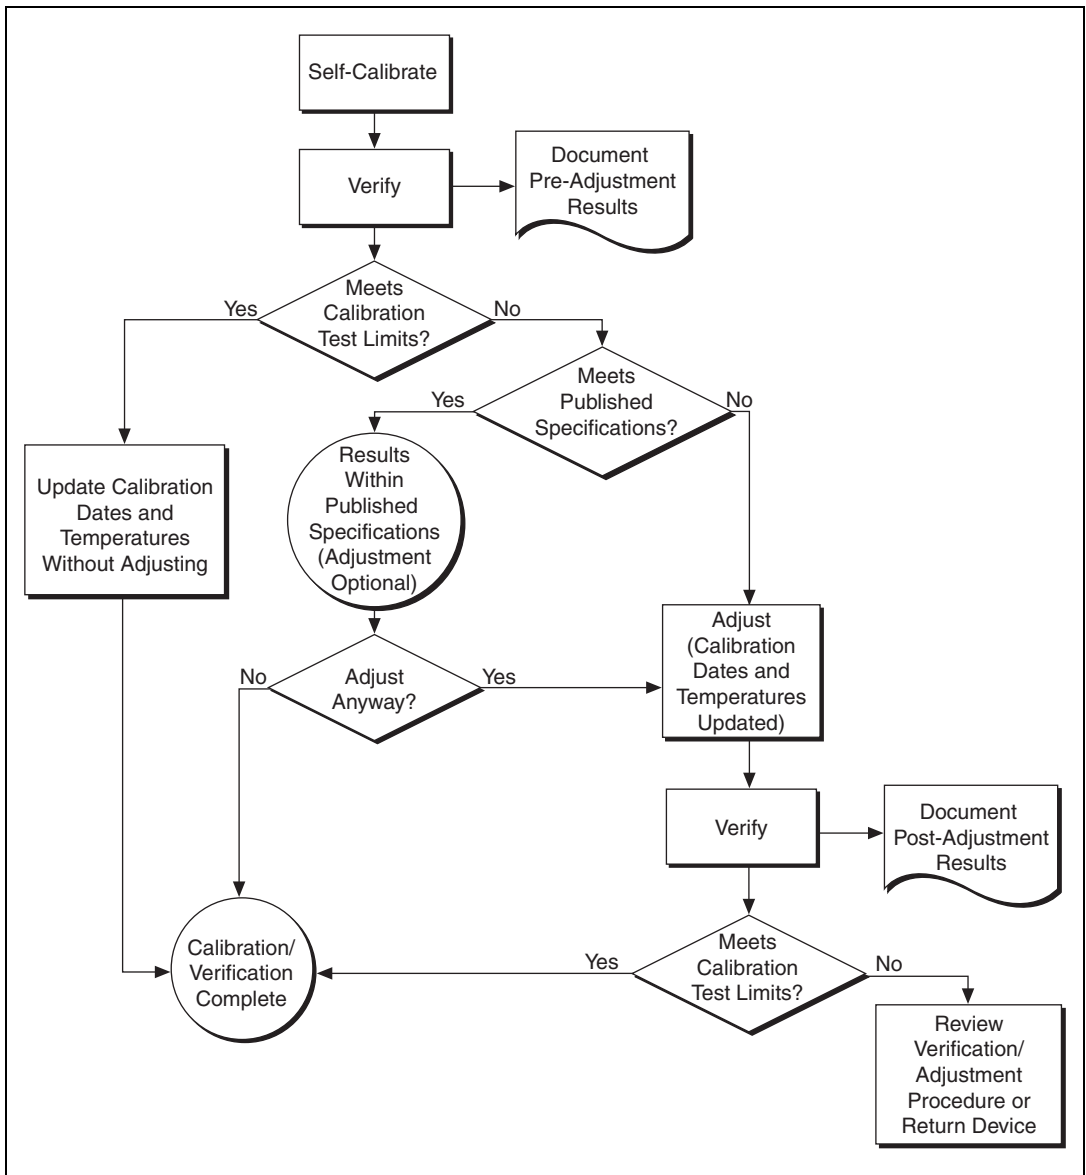 Self-Calibrate
Verify
Document
Pre-Adjustment
Results
Meets
Calibration
Test Limits?
Yes
No
Meets
Published
Specifications?
Yes
No
Update Calibration
Dates and
Temperatures
Without Adjusting
Results
Within
Published
Specifications
(Adjustment
Optional)
Adjust
(Calibration
Dates and
Temperatures
Updated)
Adjust
Anyway?
No
Yes
Verify
Document
Post-Adjustment
Results
Meets
Calibration
Test Limits?
Yes
No
Calibration/
Verification
Complete
Review
Verification/
Adjustment
Procedure or
Return Device